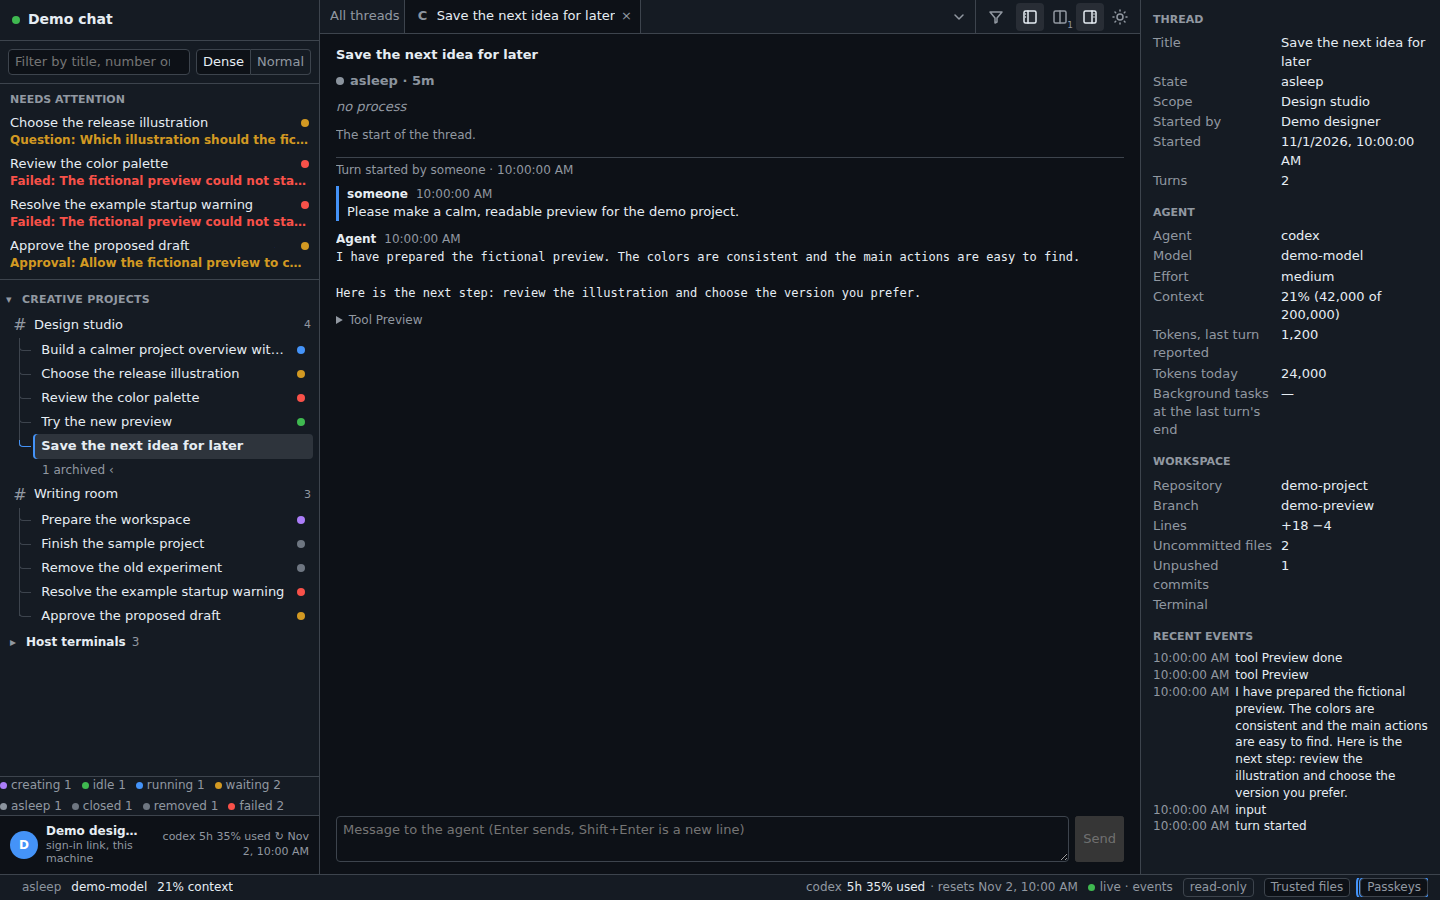 Demo chat
Filter by title, number or
Dense
Normal
NEEDS ATTENTION
Choose the release illustration
Question: Which illustration should the fic…
Review the color palette
Failed: The fictional preview could not sta…
Resolve the example startup warning
Failed: The fictional preview could not sta…
Approve the proposed draft
Approval: Allow the fictional preview to c…
CREATIVE PROJECTS
# Design studio 4
Build a calmer project overview wit…
Choose the release illustration
Review the color palette
Try the new preview
Save the next idea for later
1 archived ‹
# Writing room 3
Prepare the workspace
Finish the sample project
Remove the old experiment
Resolve the example startup warning
Approve the proposed draft
Host terminals 3
creating 1 idle 1 running 1 waiting 2
asleep 1 closed 1 removed 1 failed 2
D
Demo desig…
sign-in link, this
machine
codex 5h 35% used ↻ Nov
2, 10:00 AM
All threads
C Save the next idea for later ×
1
Save the next idea for later
asleep · 5m
no process
The start of the thread.
Turn started by someone · 10:00:00 AM
someone 10:00:00 AM
Please make a calm, readable preview for the demo project.
Agent 10:00:00 AM
I have prepared the fictional preview. The colors are consistent and the main actions are easy to find.
Here is the next step: review the illustration and choose the version you prefer.
Tool Preview
Message to the agent (Enter sends, Shift+Enter is a new line)
Send
THREAD
Title Save the next idea for
later
State asleep
Scope Design studio
Started by Demo designer
Started 11/1/2026, 10:00:00
AM
Turns 2
AGENT
Agent codex
Model demo-model
Effort medium
Context 21% (42,000 of
200,000)
Tokens, last turn 1,200
reported
Tokens today 24,000
Background tasks —
at the last turn's
end
WORKSPACE
Repository demo-project
Branch demo-preview
Lines +18 −4
Uncommitted files 2
Unpushed 1
commits
Terminal
RECENT EVENTS
10:00:00 AM tool Preview done
10:00:00 AM tool Preview
10:00:00 AM I have prepared the fictional
preview. The colors are
consistent and the main actions
are easy to find. Here is the
next step: review the
illustration and choose the
version you prefer.
10:00:00 AM input
10:00:00 AM turn started
asleep demo-model 21% context
codex 5h 35% used · resets Nov 2, 10:00 AM
live · events
read-only
Trusted files
Passkeys